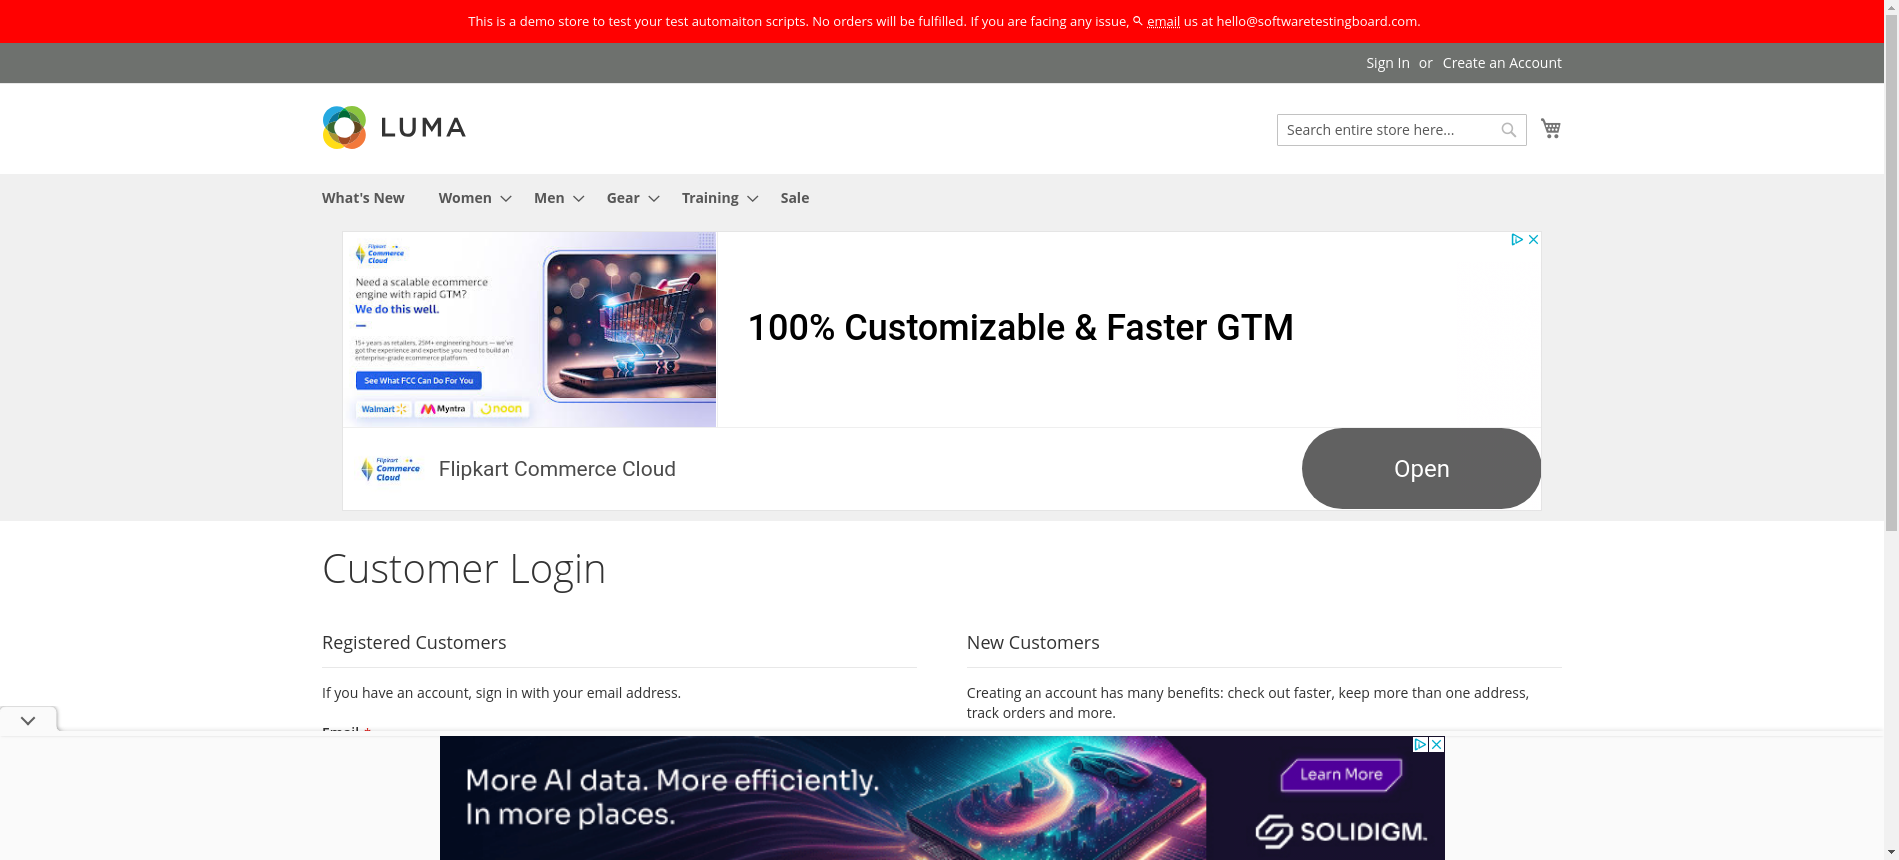 This is a demo store to test your test automaiton scripts. No orders will be fulfilled. If you are facing any issue, email us at hello@softwaretestingboard.com.
Sign In or Create an Account
LUMA
Search entire store here...
What's New Women Men Gear Training Sale
Flipkart
Commerce
Cloud
Need a scalable ecommerce
engine with rapid GTM?
We do this well.
15+ years as retailers, 25M+ engineering hours — we've
got the experience and expertise you need to build an
enterprise-grade ecommerce platform.
See What FCC Can Do For You
Walmart Myntra noon
100% Customizable & Faster GTM
Flipkart
Commerce
Cloud
Flipkart Commerce Cloud
Open
Customer Login
Registered Customers
If you have an account, sign in with your email address.
Email *
New Customers
Creating an account has many benefits: check out faster, keep more than one address,
track orders and more.
More AI data. More efficiently.
In more places.
Learn More
SOLIDIGM.